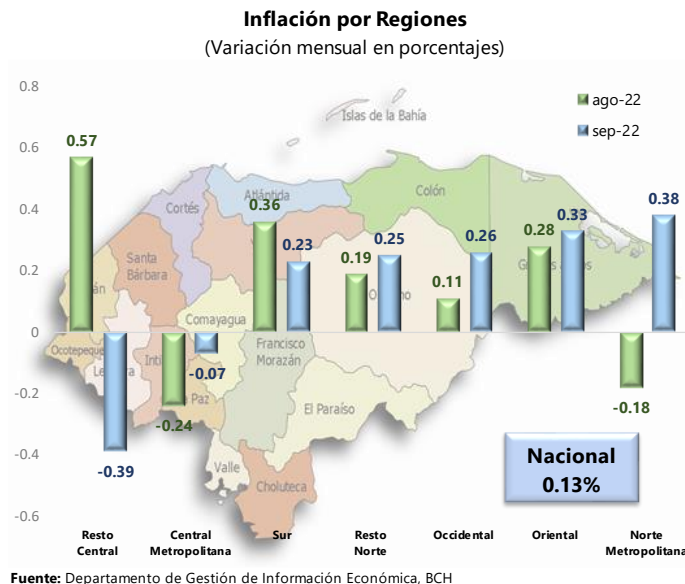 Inflación por Regiones
(Variación mensual en porcentajes)
0.8
0.6
0.4
0.2
0
-0.2
-0.4
-0.6
ago-22
sep-22
Islas de la Bahía
Atlántida
Colón
Cortés
Santa
Bárbara
Comayagua
Ocotepeque
Francisco
Morazán
El Paraíso
Valle
Choluteca
0.57
-0.39
-0.24
-0.07
0.36
0.23
0.19
0.25
0.11
0.26
0.28
0.33
-0.18
0.38
Nacional
0.13%
Resto
Central
Central
Metropolitana
Sur
Resto
Norte
Occidental
Oriental
Norte
Metropolitana
Fuente: Departamento de Gestión de Información Económica, BCH